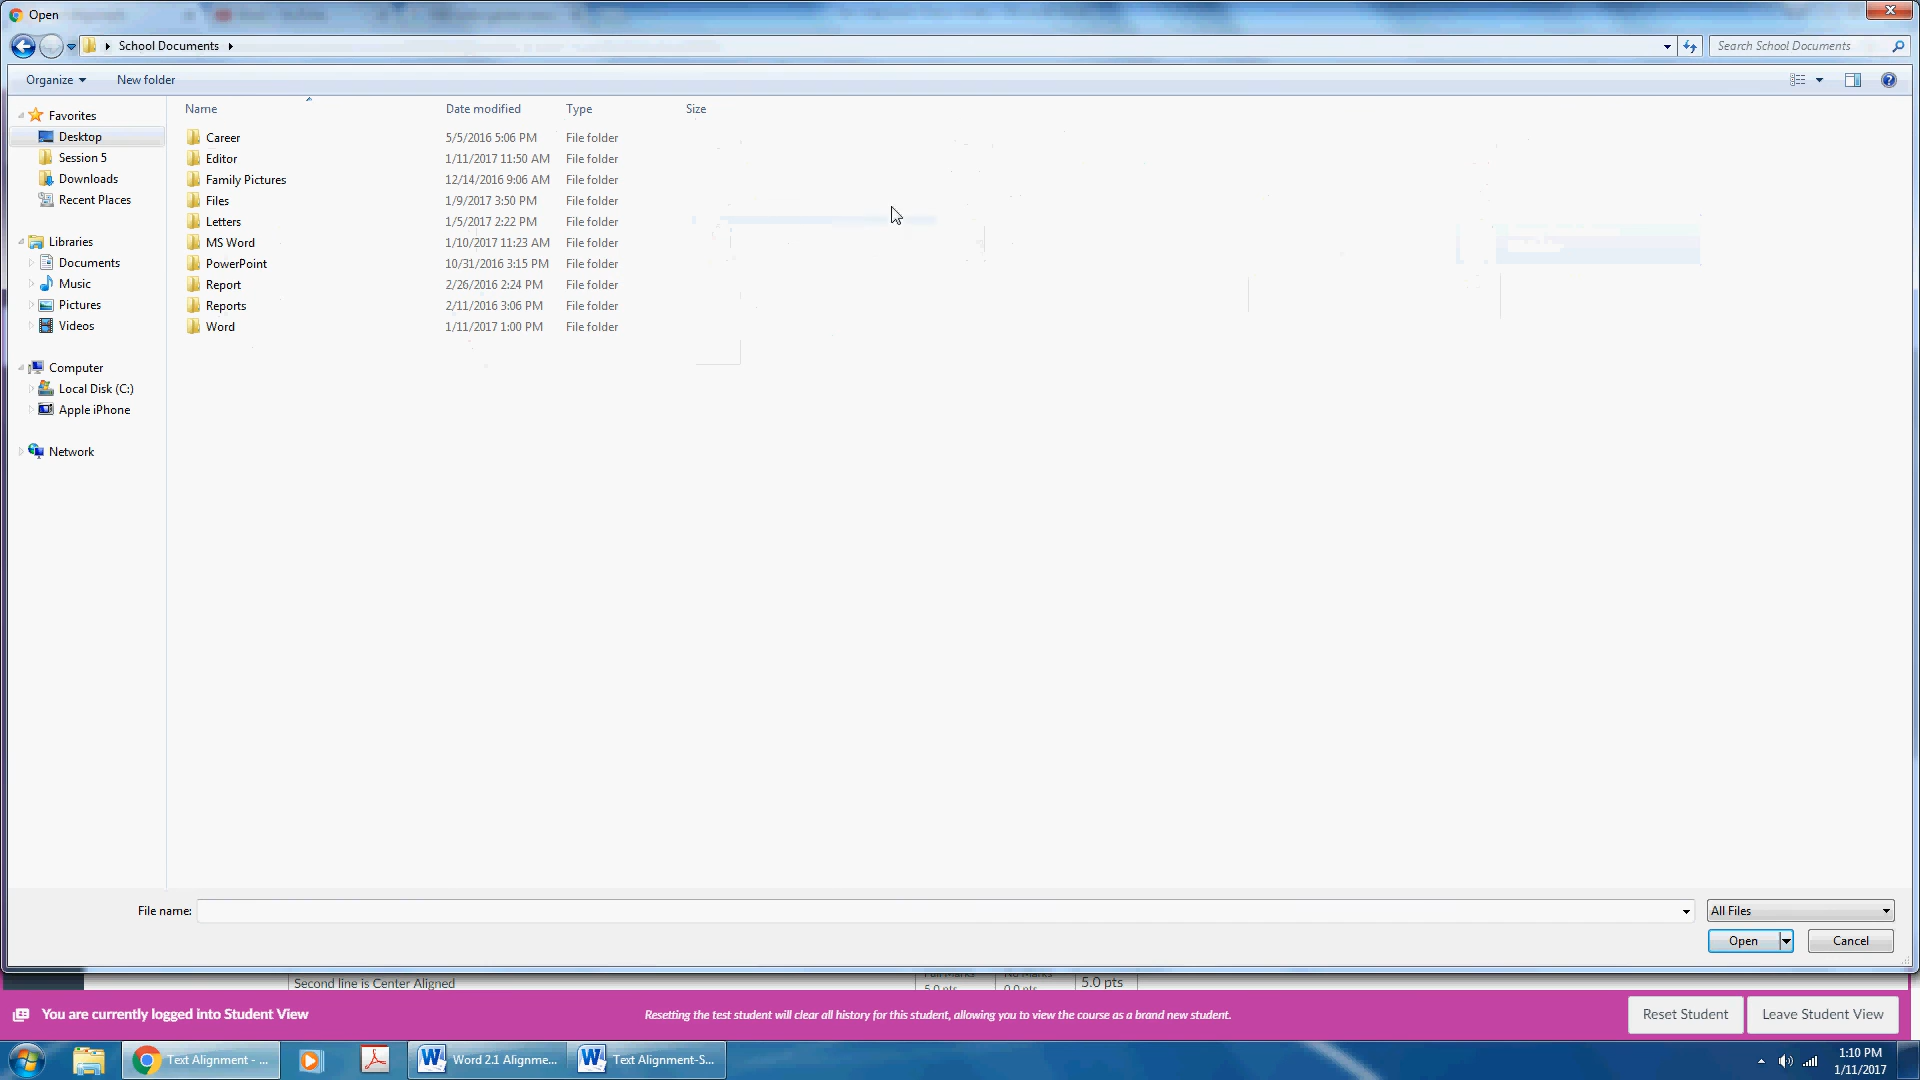 Open
School Documents
Search School Documents
Organize New folder
Name Date modified Type Size
Favorites
Desktop
Session 5
Downloads
Recent Places
Libraries
Documents
Music
Pictures
Videos
Computer
Local Disk (C:)
Apple iPhone
Network
Career 5/5/2016 5:06 PM File folder
Editor 1/11/2017 11:50 AM File folder
Family Pictures 12/14/2016 9:06 AM File folder
Files 1/9/2017 3:50 PM File folder
Letters 1/5/2017 2:22 PM File folder
MS Word 1/10/2017 11:23 AM File folder
PowerPoint 10/31/2016 3:15 PM File folder
Report 2/26/2016 2:24 PM File folder
Reports 2/11/2016 3:06 PM File folder
Word 1/11/2017 1:00 PM File folder
File name: All Files
Open Cancel
Second line is Center Aligned 5.0 pts 0.0 pts 5.0 pts
You are currently logged into Student View Resetting the test student will clear all history for this student, allowing you to view the course as a brand new student. Reset Student Leave Student View
Text Alignment - ... Word 2.1 Alignme... Text Alignment-S... 1:10 PM
1/11/2017